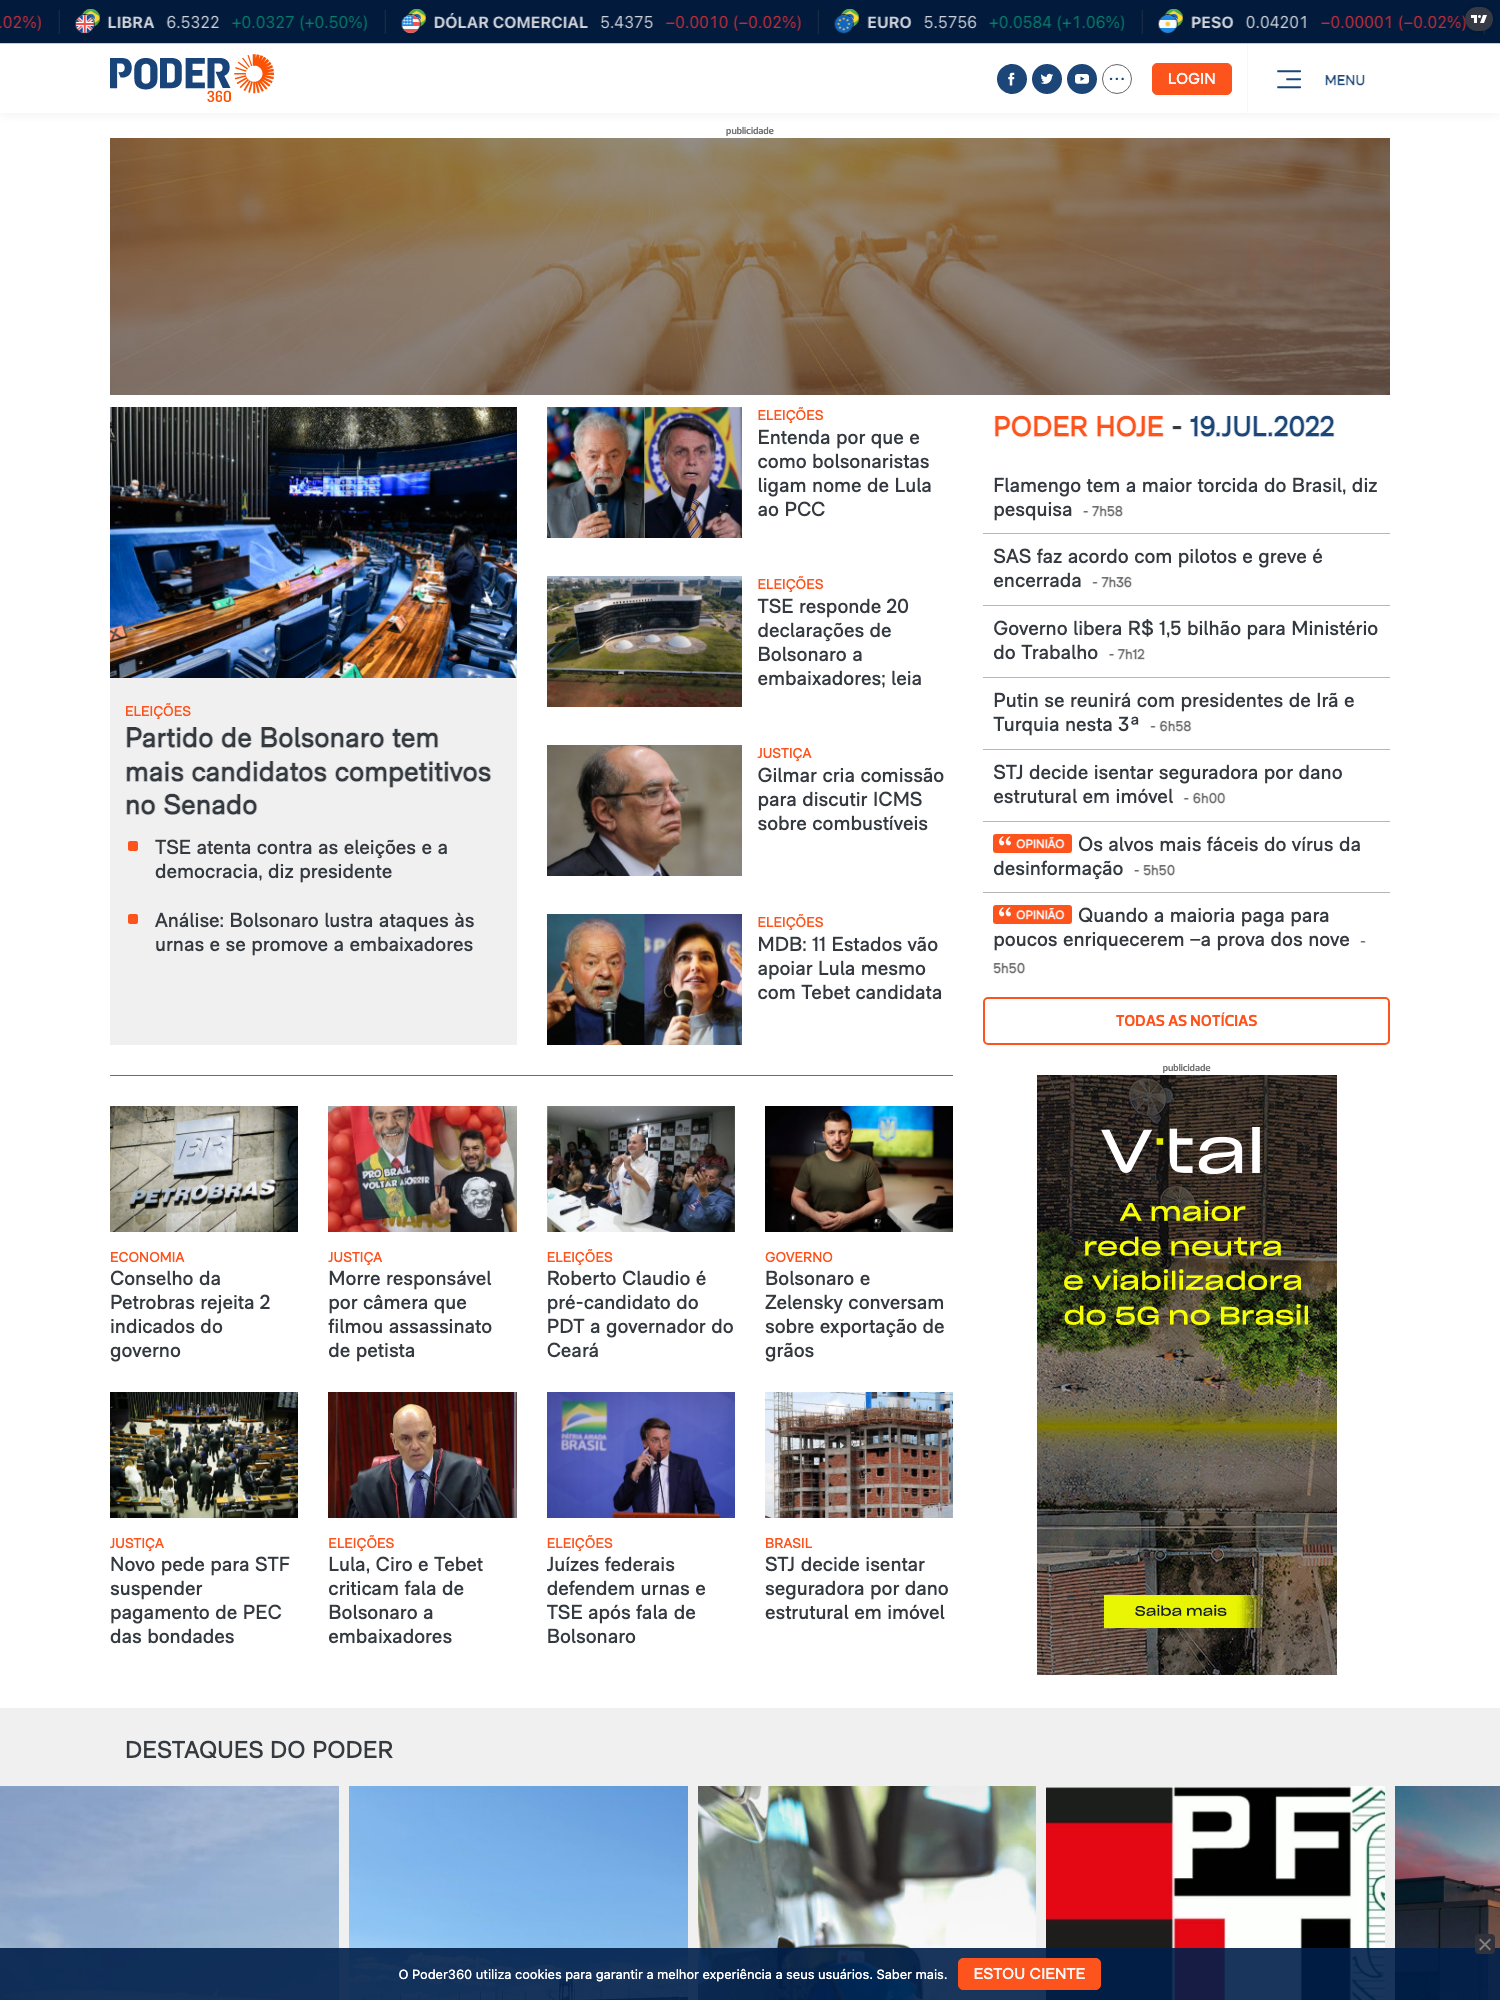 .02%)
LIBRA 6.5322 +0.0327 (+0.50%)
DÓLAR COMERCIAL 5.4375 −0.0010 (−0.02%)
EURO 5.5756 +0.0584 (+1.06%)
PESO 0.04201 −0.00001 (−0.02%)
PODER
360
LOGIN
MENU
publicidade
ELEIÇÕES
Partido de Bolsonaro tem
mais candidatos competitivos
no Senado
TSE atenta contra as eleições e a
democracia, diz presidente
Análise: Bolsonaro lustra ataques às
urnas e se promove a embaixadores
ELEIÇÕES
Entenda por que e
como bolsonaristas
ligam nome de Lula
ao PCC
ELEIÇÕES
TSE responde 20
declarações de
Bolsonaro a
embaixadores; leia
JUSTIÇA
Gilmar cria comissão
para discutir ICMS
sobre combustíveis
ELEIÇÕES
MDB: 11 Estados vão
apoiar Lula mesmo
com Tebet candidata
PODER HOJE - 19.JUL.2022
Flamengo tem a maior torcida do Brasil, diz
pesquisa - 7h58
SAS faz acordo com pilotos e greve é
encerrada - 7h36
Governo libera R$ 1,5 bilhão para Ministério
do Trabalho - 7h12
Putin se reunirá com presidentes de Irã e
Turquia nesta 3ª - 6h58
STJ decide isentar seguradora por dano
estrutural em imóvel - 6h00
OPINIÃO Os alvos mais fáceis do vírus da
desinformação - 5h50
OPINIÃO Quando a maioria paga para
poucos enriquecerem –a prova dos nove -
5h50
TODAS AS NOTÍCIAS
publicidade
V·tal
A maior
rede neutra
e viabilizadora
do 5G no Brasil
Saiba mais
BR
PETROBRAS
ECONOMIA
Conselho da
Petrobras rejeita 2
indicados do
governo
PRO BRASIL
VOLTAR A SORRIR
JUSTIÇA
Morre responsável
por câmera que
filmou assassinato
de petista
ELEIÇÕES
Roberto Claudio é
pré-candidato do
PDT a governador do
Ceará
GOVERNO
Bolsonaro e
Zelensky conversam
sobre exportação de
grãos
JUSTIÇA
Novo pede para STF
suspender
pagamento de PEC
das bondades
ELEIÇÕES
Lula, Ciro e Tebet
criticam fala de
Bolsonaro a
embaixadores
PÁTRIA AMADA
BRASIL
ELEIÇÕES
Juízes federais
defendem urnas e
TSE após fala de
Bolsonaro
BRASIL
STJ decide isentar
seguradora por dano
estrutural em imóvel
DESTAQUES DO PODER
PF
O Poder360 utiliza cookies para garantir a melhor experiência a seus usuários. Saber mais.
ESTOU CIENTE